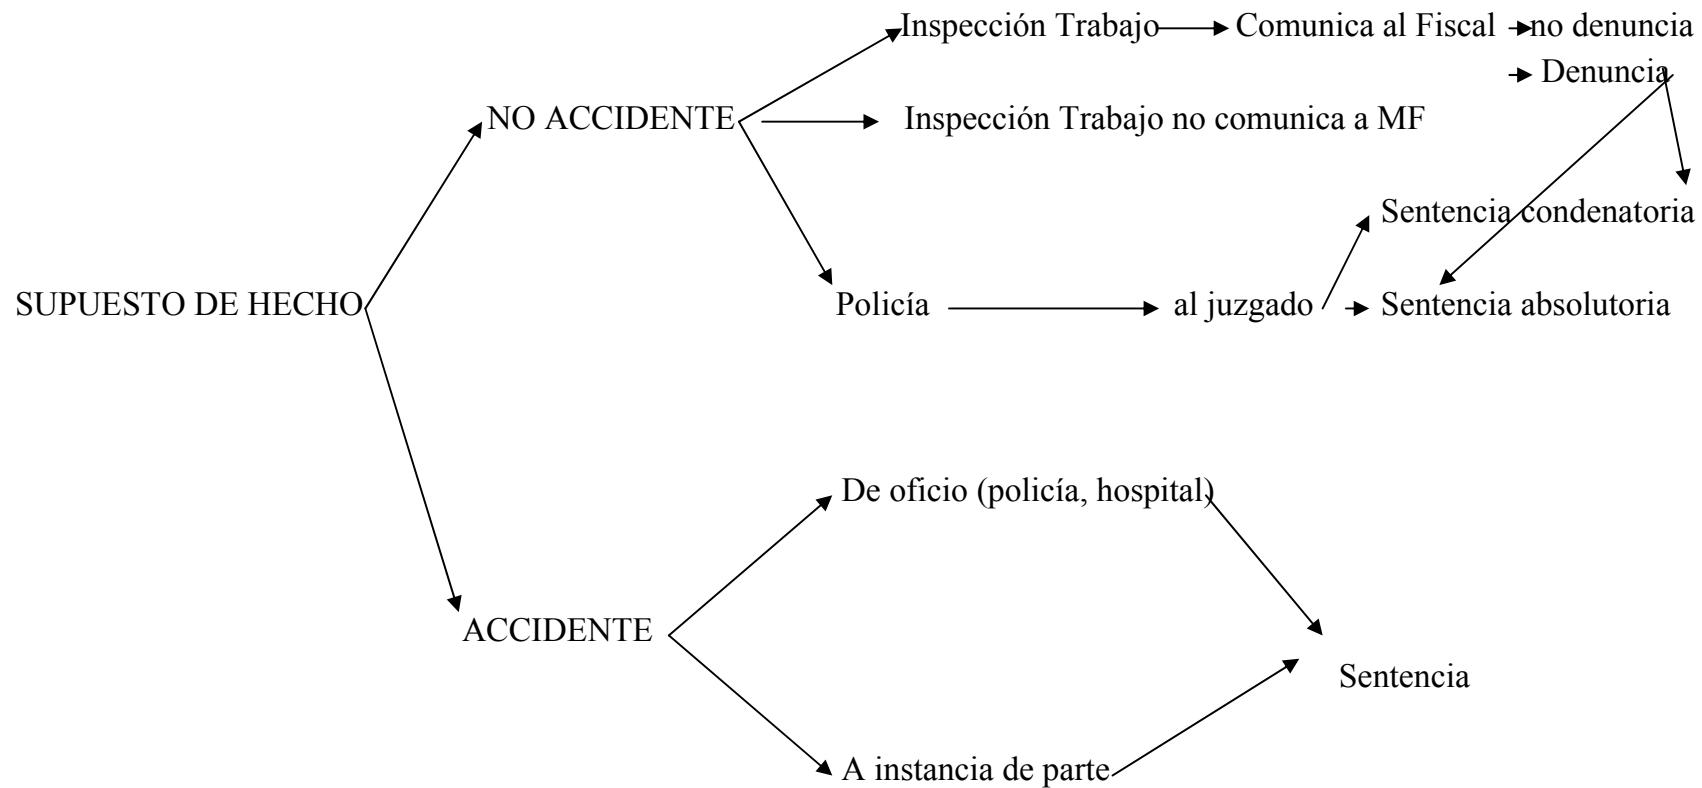 Inspección Trabajo Comunica al Fiscal no denuncia
Denuncia
NO ACCIDENTE Inspección Trabajo no comunica a MF
Sentencia condenatoria
SUPUESTO DE HECHO Policía al juzgado Sentencia absolutoria
De oficio (policía, hospital)
ACCIDENTE
Sentencia
A instancia de parte